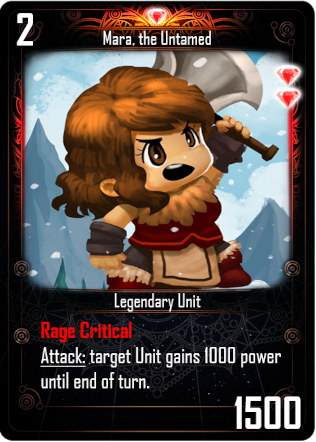 2
Mara, the Untamed
Legendary Unit
Rage Critical
Attack: target Unit gains 1000 power
until end of turn.
1500